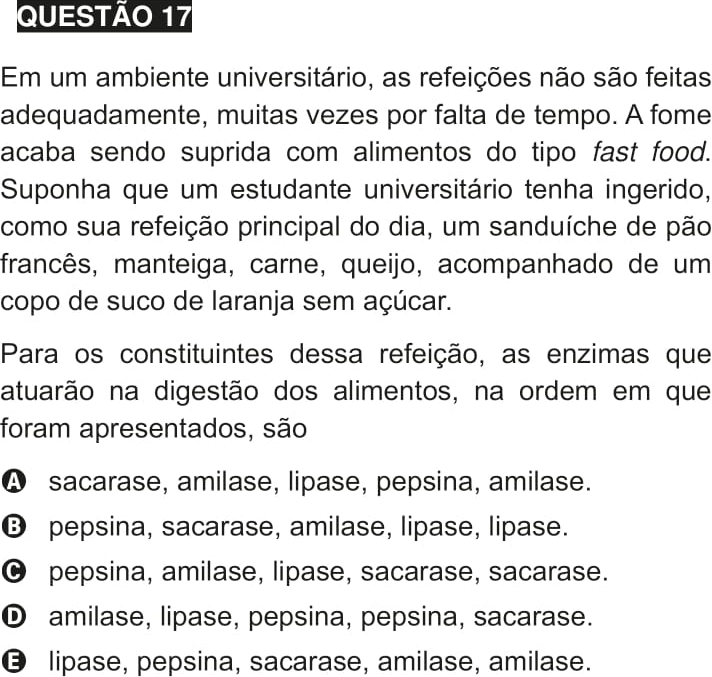 QUESTÃO 17
Em um ambiente universitário, as refeições não são feitas
adequadamente, muitas vezes por falta de tempo. A fome
acaba sendo suprida com alimentos do tipo fast food.
Suponha que um estudante universitário tenha ingerido,
como sua refeição principal do dia, um sanduíche de pão
francês, manteiga, carne, queijo, acompanhado de um
copo de suco de laranja sem açúcar.
Para os constituintes dessa refeição, as enzimas que
atuarão na digestão dos alimentos, na ordem em que
foram apresentados, são
A sacarase, amilase, lipase, pepsina, amilase.
B pepsina, sacarase, amilase, lipase, lipase.
C pepsina, amilase, lipase, sacarase, sacarase.
D amilase, lipase, pepsina, pepsina, sacarase.
E lipase, pepsina, sacarase, amilase, amilase.